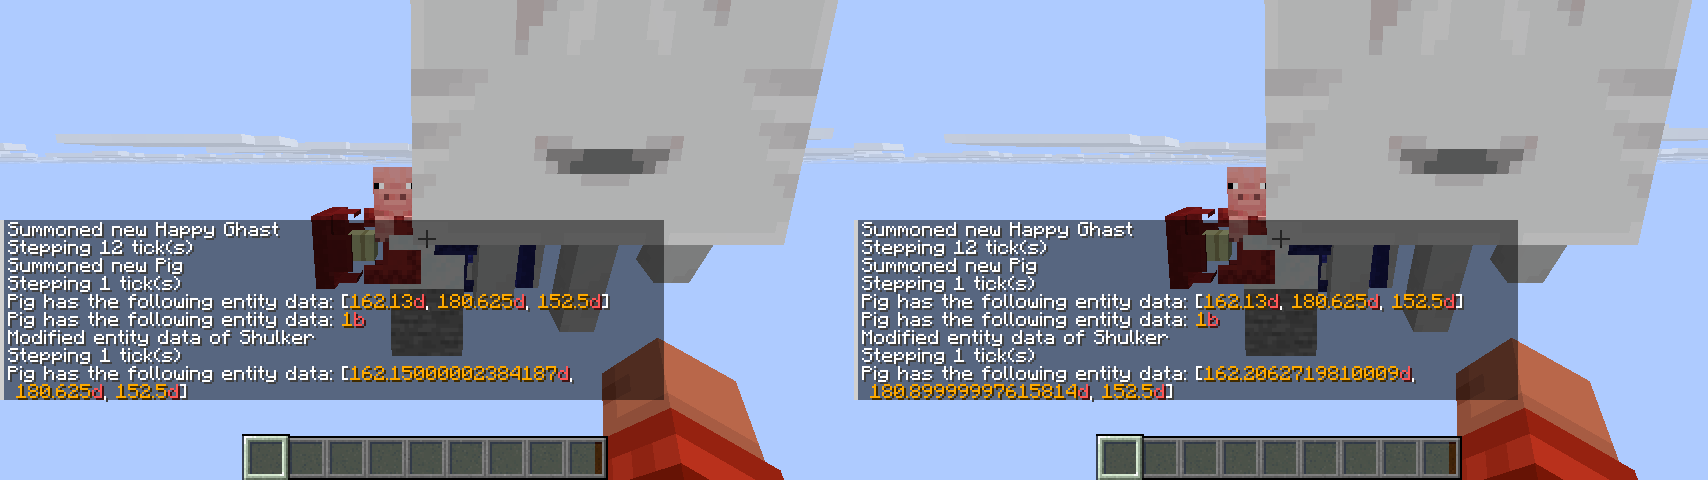 Summoned new Happy Ghast
Stepping 12 tick(s)
Summoned new Pig
Stepping 1 tick(s)
Pig has the following entity data: [162.13d, 180.625d, 152.5d]
Pig has the following entity data: 1b
Modified entity data of Shulker
Stepping 1 tick(s)
Pig has the following entity data: [162.15000002384187d,
180.625d, 152.5d]
Summoned new Happy Ghast
Stepping 12 tick(s)
Summoned new Pig
Stepping 1 tick(s)
Pig has the following entity data: [162.13d, 180.625d, 152.5d]
Pig has the following entity data: 1b
Modified entity data of Shulker
Stepping 1 tick(s)
Pig has the following entity data: [162.2062719810009d,
180.89999997615814d, 152.5d]